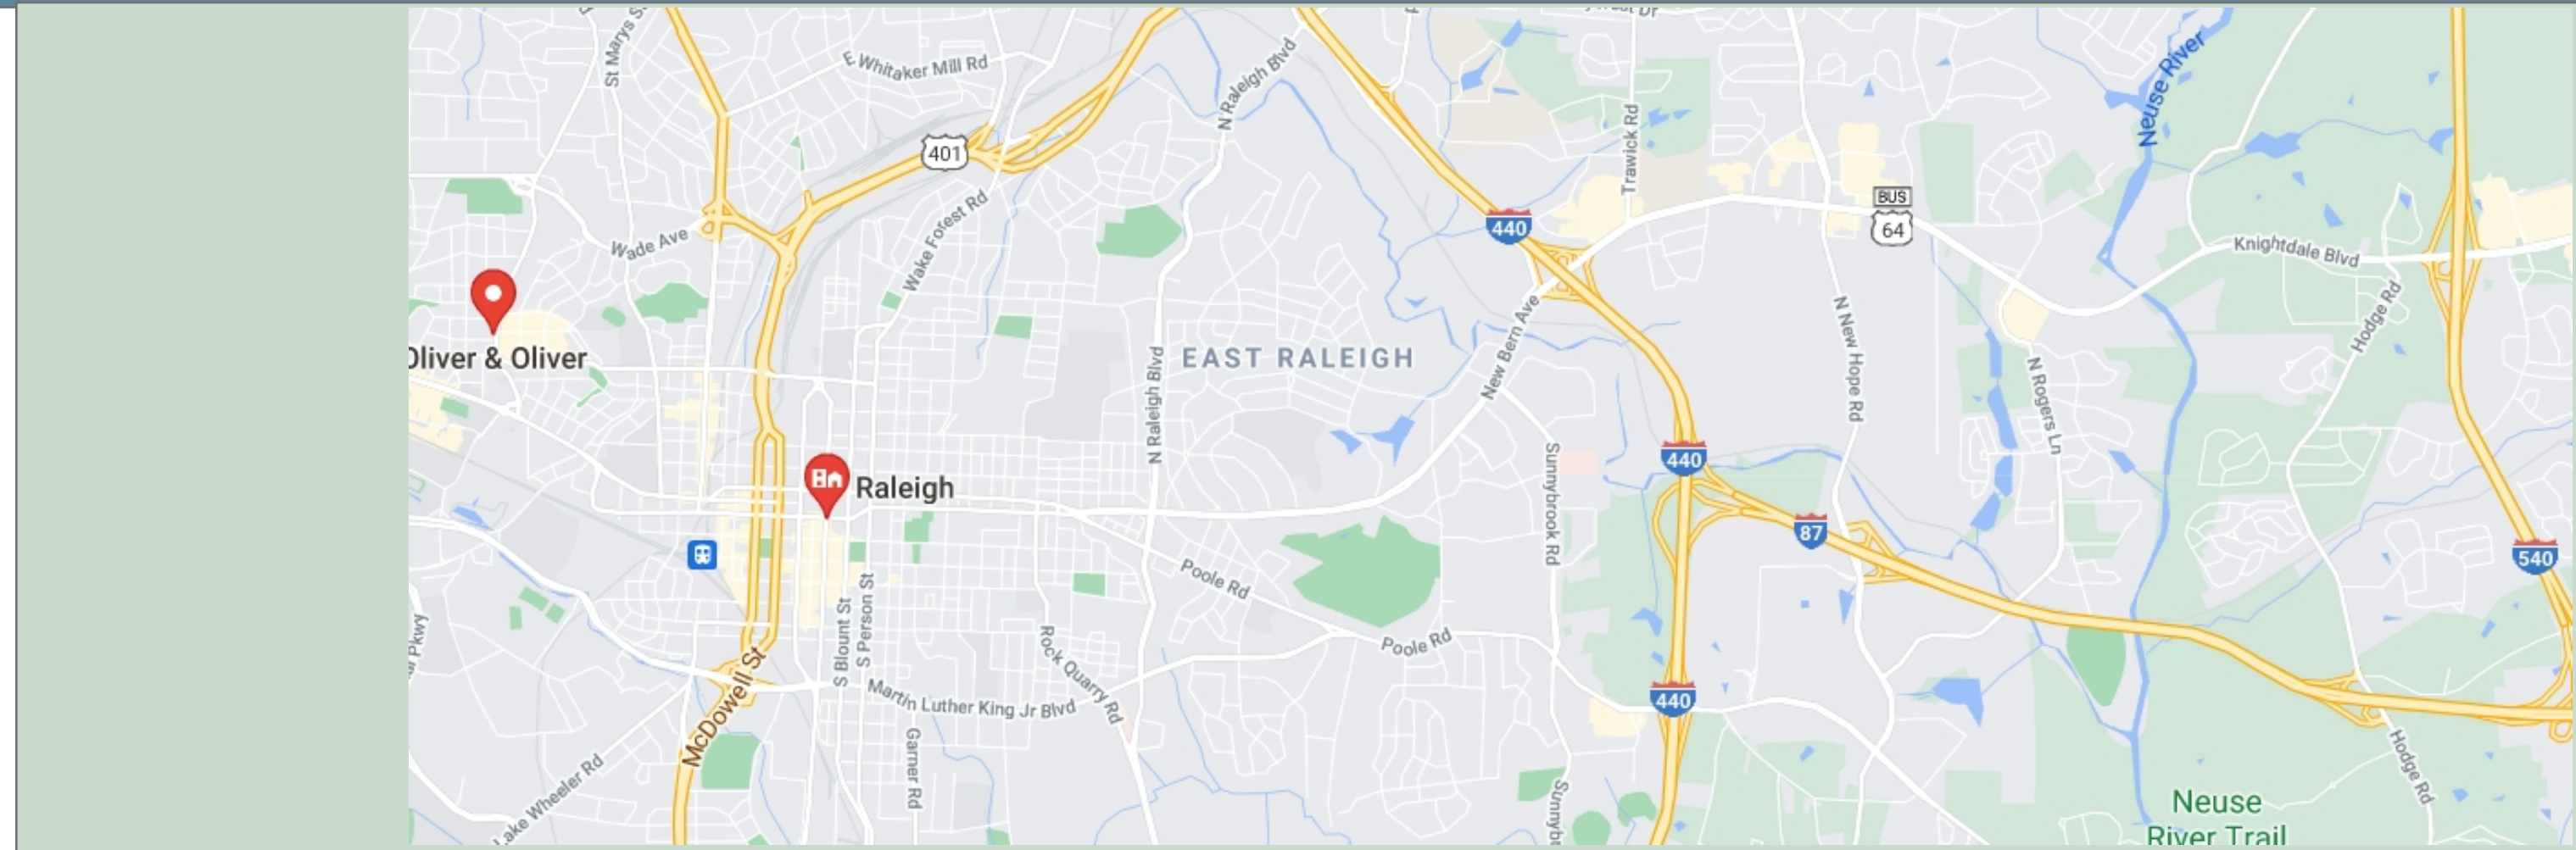 St Marys S
E Whitaker Mill Rd
N Raleigh Blvd
Trawick Rd
Neuse River
401
Wake Forest Rd
Wade Ave
440
BUS
64
Knightdale Blvd
Hodge Rd
Oliver & Oliver
EAST RALEIGH
New Bern Ave
N New Hope Rd
N Rogers Ln
N Raleigh Blvd
Raleigh
Sunnybrook Rd
440
87
540
Poole Rd
Poole Rd
S Blount St
S Person St
Rock Quarry Rd
Martin Luther King Jr Blvd
440
McDowell St
Garner Rd
Lake Wheeler Rd
Pkwy
Sunnyb
Hodge Rd
Neuse
River Trail